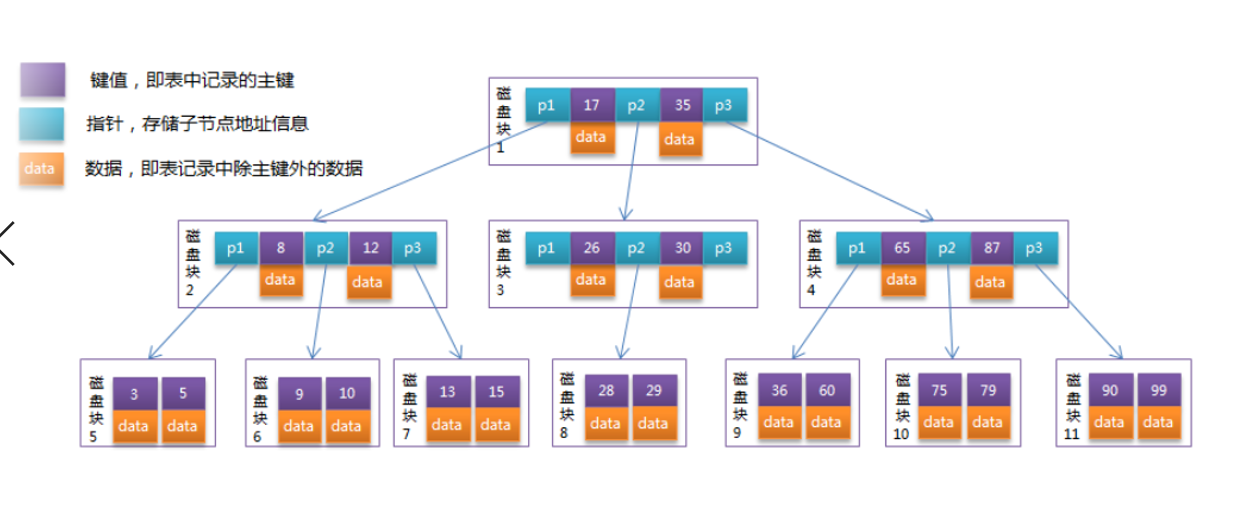 键值，即表中记录的主键
指针，存储子节点地址信息
data 数据，即表记录中除主键外的数据
磁盘块1
p1 17 p2 35 p3
data data
磁盘块2
p1 8 p2 12 p3
data data
磁盘块3
p1 26 p2 30 p3
data data
磁盘块4
p1 65 p2 87 p3
data data
磁盘块5
3 5
data data
磁盘块6
9 10
data data
磁盘块7
13 15
data data
磁盘块8
28 29
data data
磁盘块9
36 60
data data
磁盘块10
75 79
data data
磁盘块11
90 99
data data